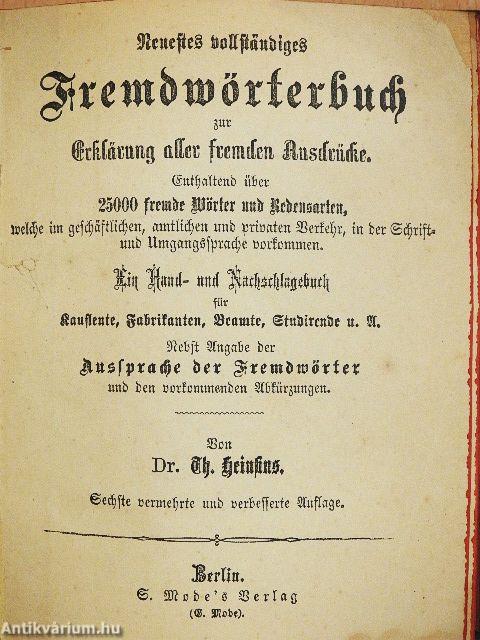 Neuestes vollständiges
Fremdwörterbuch
zur
Erklärung aller fremden Ausdrücke.
Enthaltend über
25000 fremde Wörter und Redensarten,
welche im geschäftlichen, amtlichen und privaten Verkehr, in der Schrift-
und Umgangssprache vorkommen.
Ein Hand- und Nachschlagebuch
für
Kaufleute, Fabrikanten, Beamte, Studirende u. A.
Nebst Angabe der
Aussprache der Fremdwörter
und den vorkommenden Abkürzungen.
Von
Dr. Th. Heinsius.
Sechste vermehrte und verbesserte Auflage.
Berlin.
S. Mode's Verlag
(E. Mode).
Antikvárium.hu